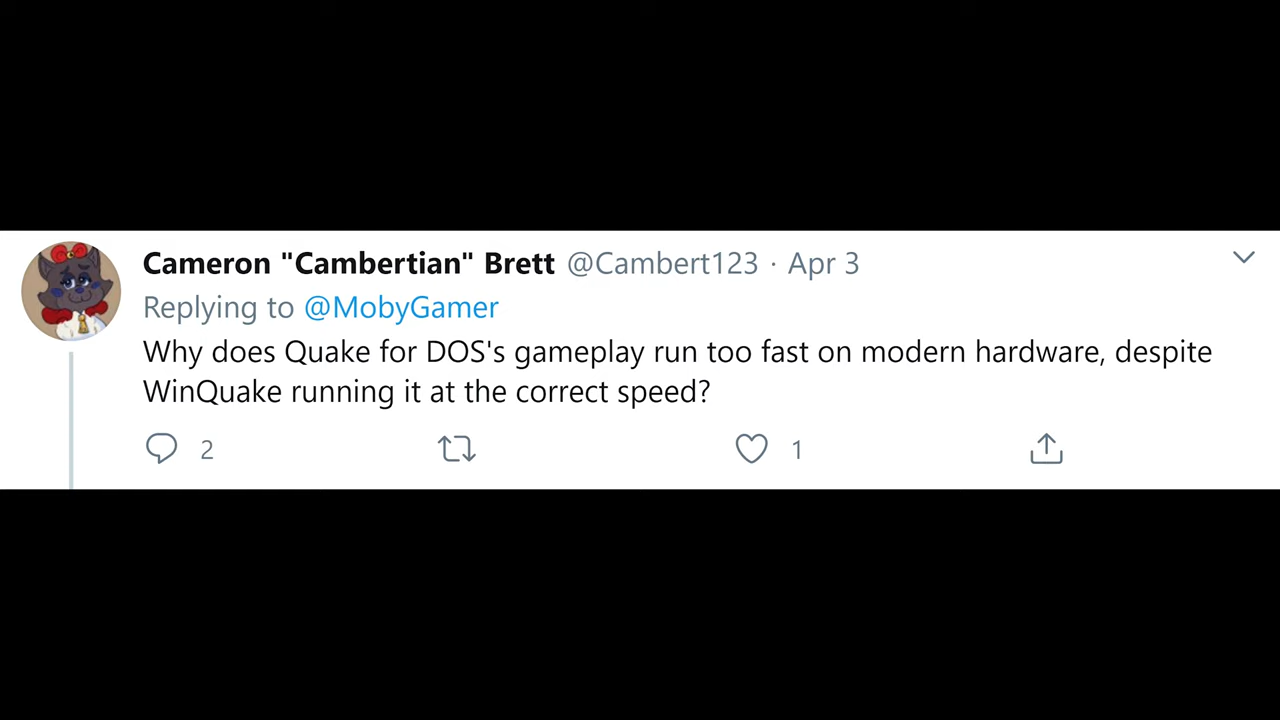 Cameron "Cambertian" Brett @Cambert123 · Apr 3
Replying to @MobyGamer
Why does Quake for DOS's gameplay run too fast on modern hardware, despite
WinQuake running it at the correct speed?
2 1